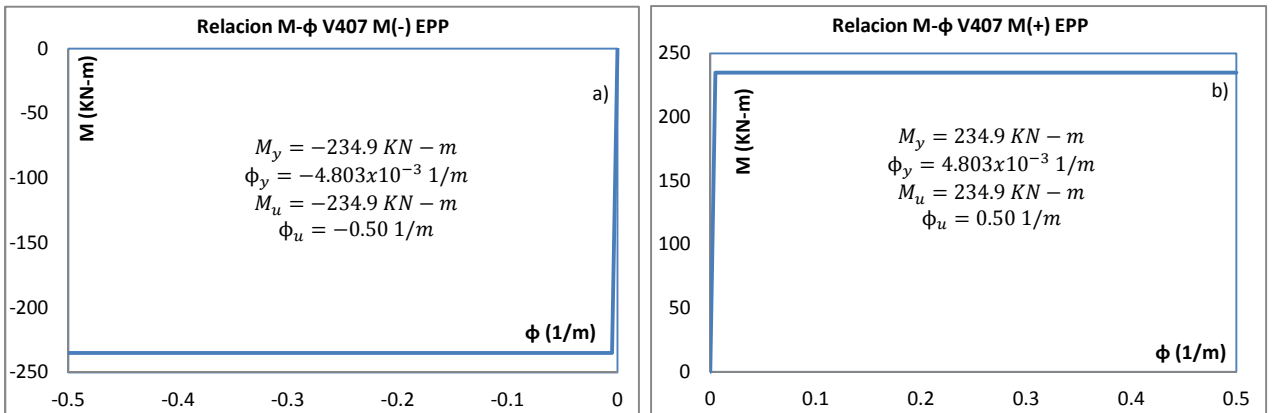 Relacion M-ϕ V407 M(-) EPP
0
-50
-100
-150
-200
-250
M (KN-m)
a)
M_y = −234.9 KN − m
ϕ_y = −4.803x10⁻³ 1/m
M_u = −234.9 KN − m
ϕ_u = −0.50 1/m
ϕ (1/m)
-0.5 -0.4 -0.3 -0.2 -0.1 0
Relacion M-ϕ V407 M(+) EPP
250
200
150
100
50
0
M (KN-m)
b)
M_y = 234.9 KN − m
ϕ_y = 4.803x10⁻³ 1/m
M_u = 234.9 KN − m
ϕ_u = 0.50 1/m
ϕ (1/m)
0 0.1 0.2 0.3 0.4 0.5